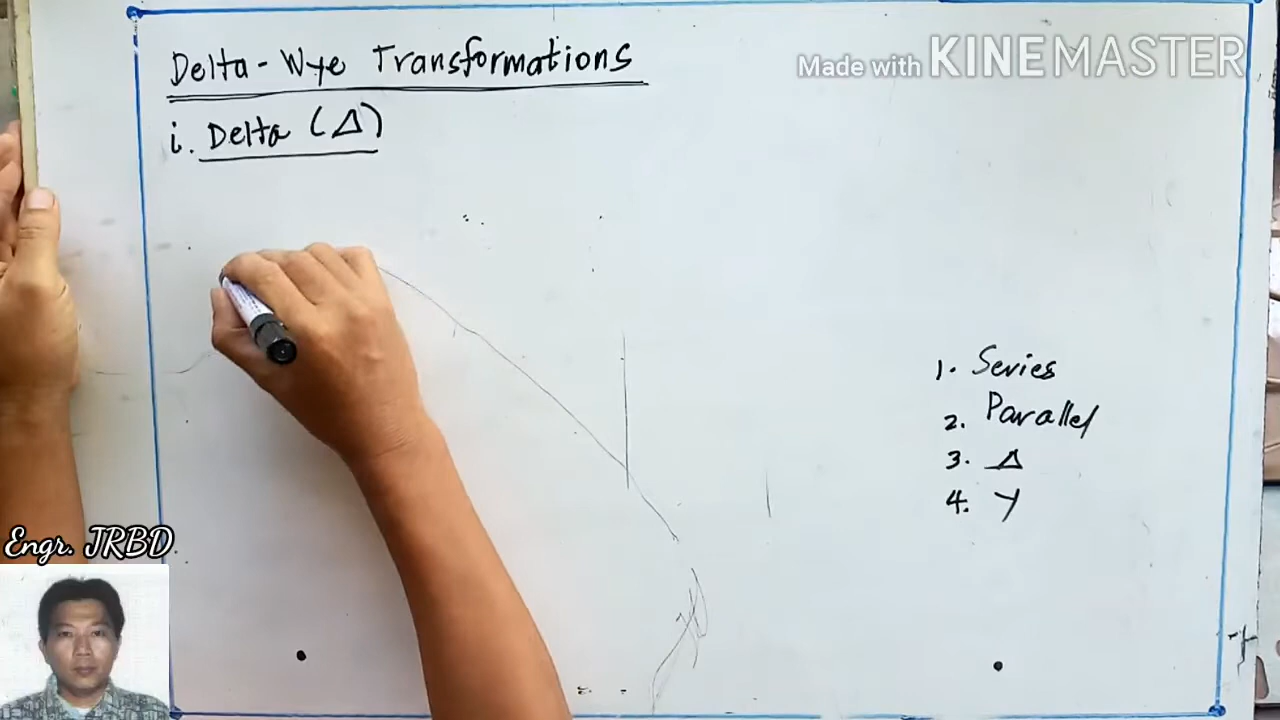 Delta - Wye Transformations
i. Delta (Δ)
Made with KINEMASTER
1. Series
2. Parallel
3. Δ
4. Y
Engr. JRBD